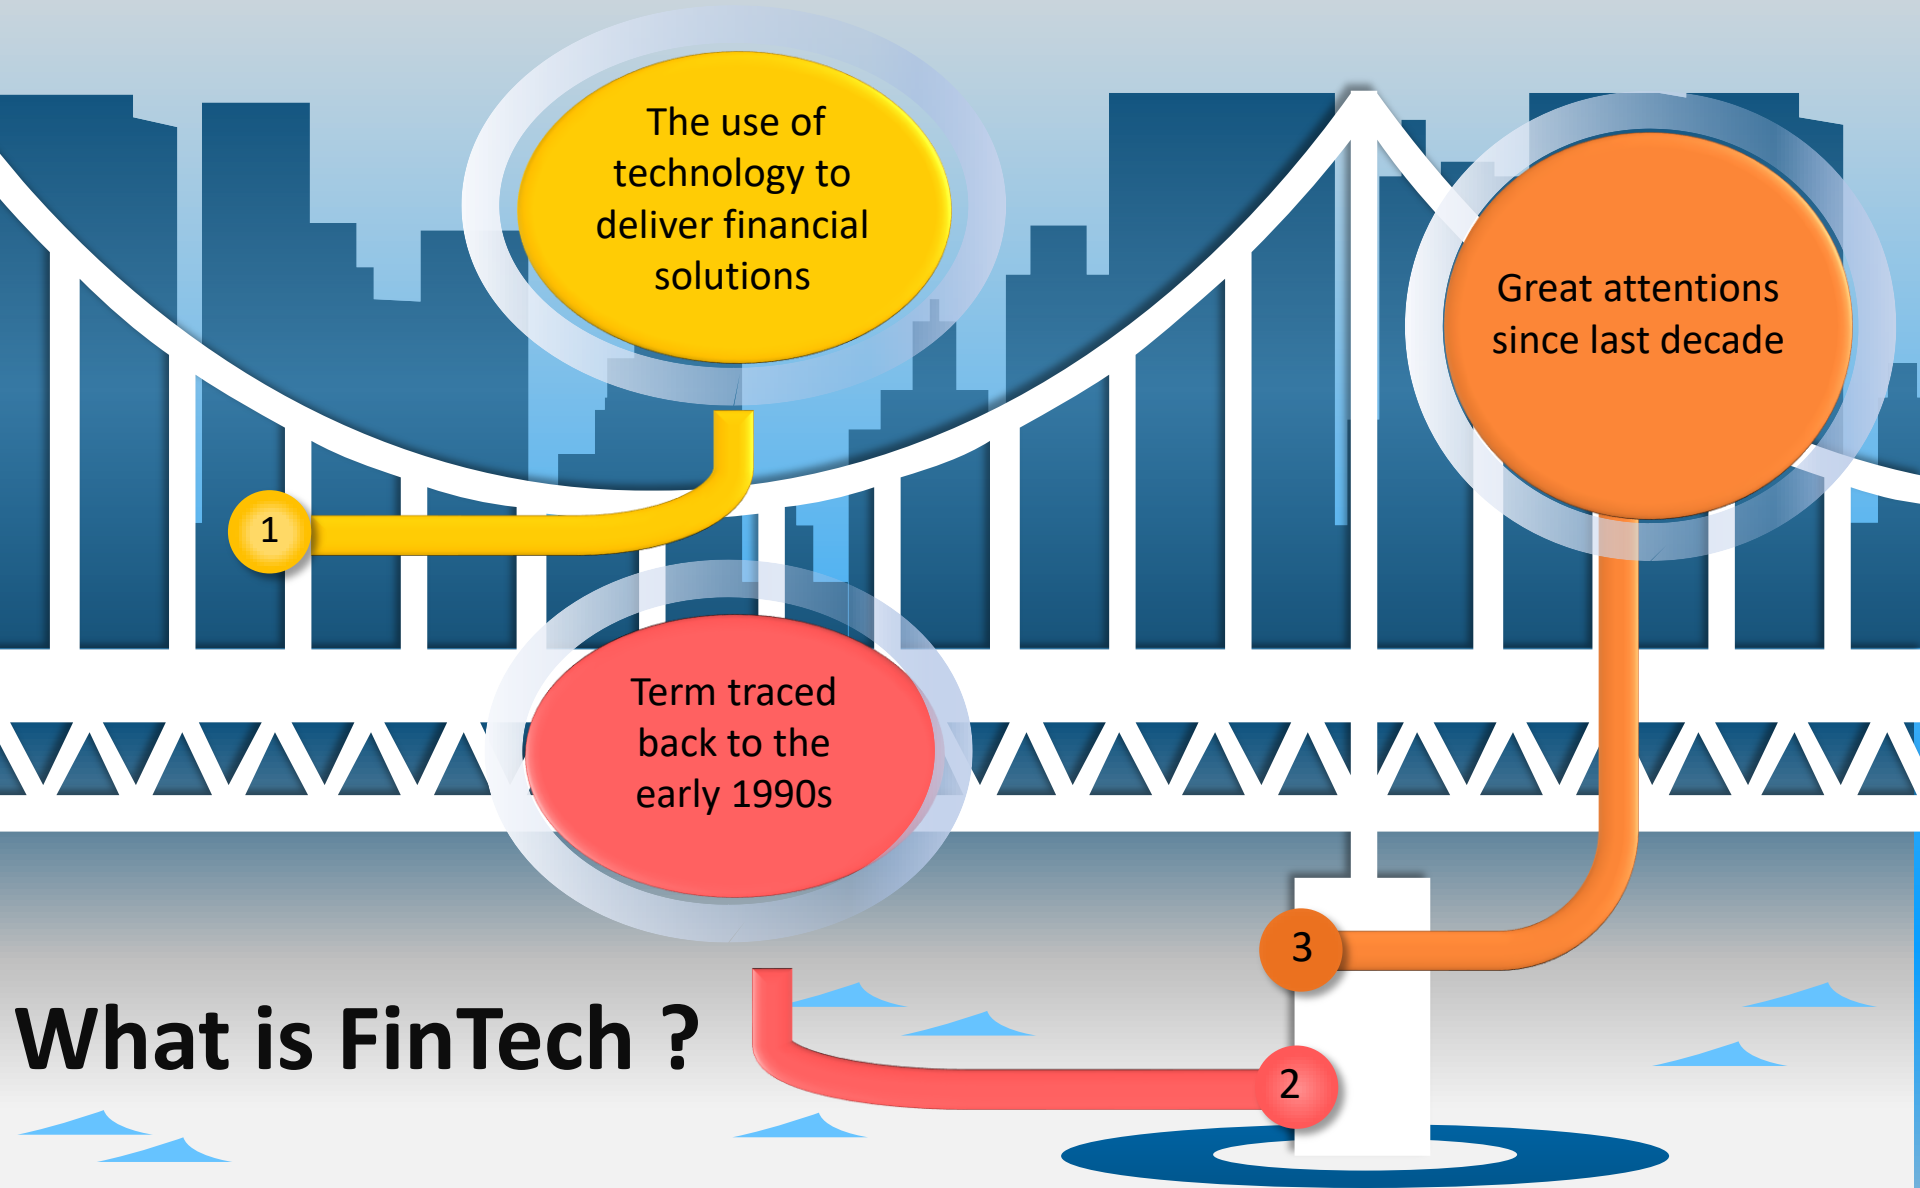 The use of
technology to
deliver financial
solutions
Great attentions
since last decade
1
Term traced
back to the
early 1990s
3
What is FinTech ?
2